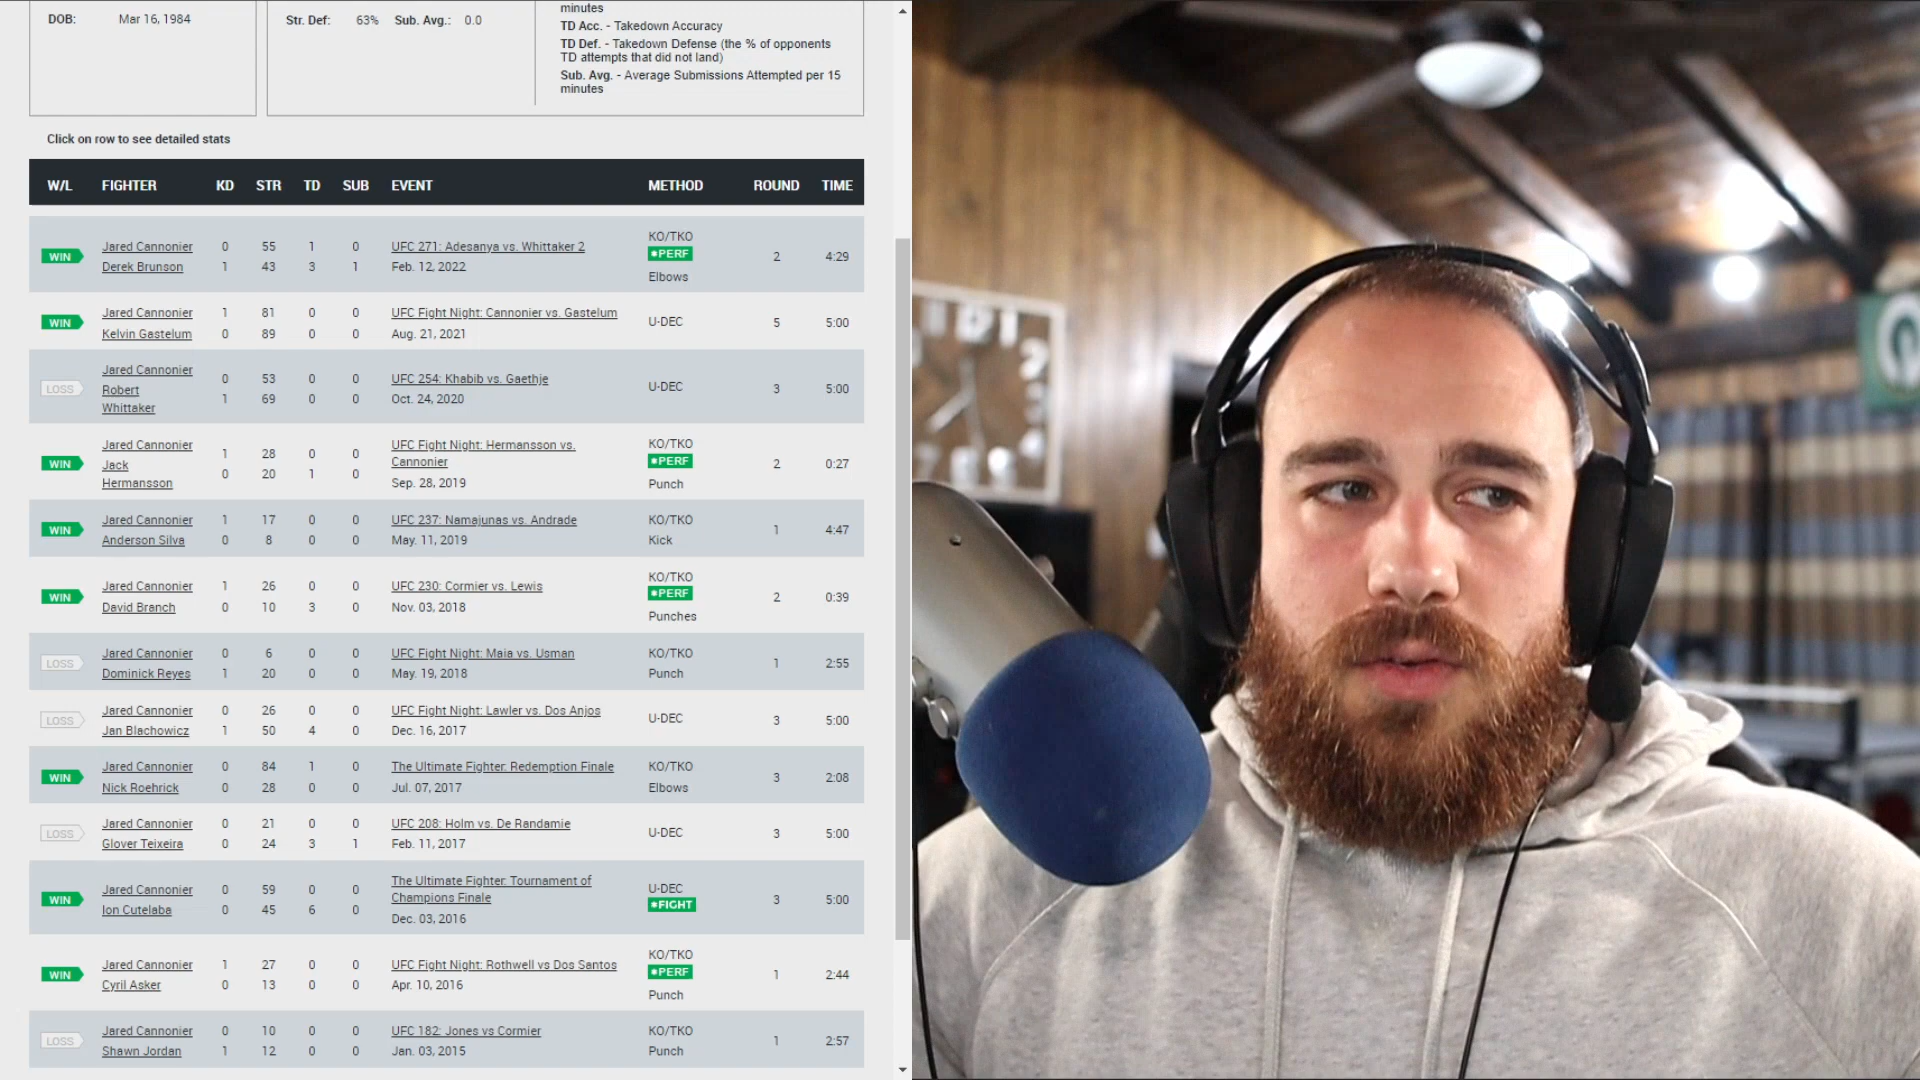 DOB: Mar 16, 1984
Str. Def: 63% Sub. Avg.: 0.0
minutes
TD Acc. - Takedown Accuracy
TD Def. - Takedown Defense (the % of opponents
TD attempts that did not land)
Sub. Avg. - Average Submissions Attempted per 15
minutes
Click on row to see detailed stats
W/L FIGHTER KD STR TD SUB EVENT METHOD ROUND TIME
WIN Jared Cannonier 0 55 1 0 UFC 271: Adesanya vs. Whittaker 2 KO/TKO PERF 2 4:29
Derek Brunson 1 43 3 1 Feb. 12, 2022 Elbows
WIN Jared Cannonier 1 81 0 0 UFC Fight Night: Cannonier vs. Gastelum U-DEC 5 5:00
Kelvin Gastelum 0 89 0 0 Aug. 21, 2021
LOSS Jared Cannonier 0 53 0 0 UFC 254: Khabib vs. Gaethje U-DEC 3 5:00
Robert 1 69 0 0 Oct. 24, 2020
Whittaker
WIN Jared Cannonier 1 28 0 0 UFC Fight Night: Hermansson vs. KO/TKO 2 0:27
Jack 0 20 1 0 Cannonier PERF
Hermansson Sep. 28, 2019 Punch
WIN Jared Cannonier 1 17 0 0 UFC 237: Namajunas vs. Andrade KO/TKO 1 4:47
Anderson Silva 0 8 0 0 May. 11, 2019 Kick
WIN Jared Cannonier 1 26 0 0 UFC 230: Cormier vs. Lewis KO/TKO PERF 2 0:39
David Branch 0 10 3 0 Nov. 03, 2018 Punches
LOSS Jared Cannonier 0 6 0 0 UFC Fight Night: Maia vs. Usman KO/TKO 1 2:55
Dominick Reyes 1 20 0 0 May. 19, 2018 Punch
LOSS Jared Cannonier 0 26 0 0 UFC Fight Night: Lawler vs. Dos Anjos U-DEC 3 5:00
Jan Blachowicz 1 50 4 0 Dec. 16, 2017
WIN Jared Cannonier 0 84 1 0 The Ultimate Fighter: Redemption Finale KO/TKO 3 2:08
Nick Roehrick 0 28 0 0 Jul. 07, 2017 Elbows
LOSS Jared Cannonier 0 21 0 0 UFC 208: Holm vs. De Randamie U-DEC 3 5:00
Glover Teixeira 0 24 3 1 Feb. 11, 2017
WIN Jared Cannonier 0 59 0 0 The Ultimate Fighter: Tournament of U-DEC 3 5:00
Ion Cutelaba 0 45 6 0 Champions Finale FIGHT
Dec. 03, 2016
WIN Jared Cannonier 1 27 0 0 UFC Fight Night: Rothwell vs Dos Santos KO/TKO PERF 1 2:44
Cyril Asker 0 13 0 0 Apr. 10, 2016 Punch
LOSS Jared Cannonier 0 10 0 0 UFC 182: Jones vs Cormier KO/TKO 1 2:57
Shawn Jordan 1 12 0 0 Jan. 03, 2015 Punch